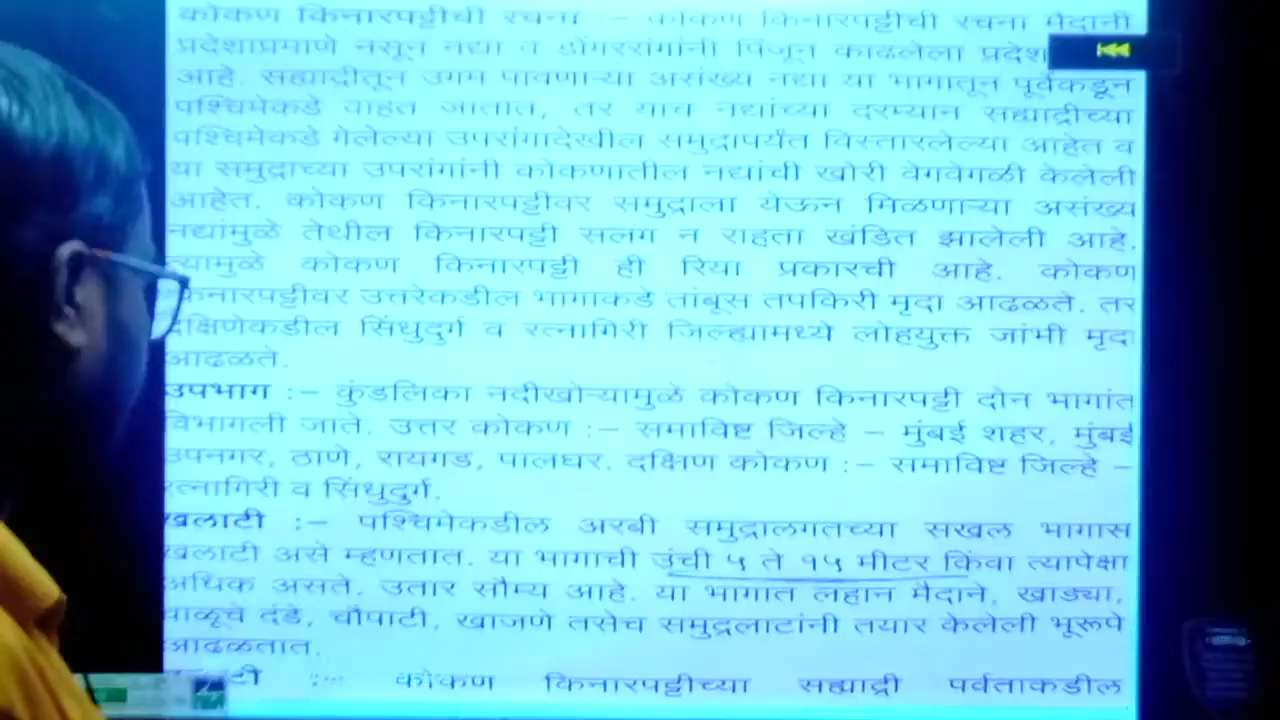 कोकण किनारपट्टीची रचना :– कोकण किनारपट्टीची रचना मैदानी
प्रदेशाप्रमाणे नसून नद्या व डोंगररांगांनी पिंजून काढलेला प्रदेश
आहे. सह्याद्रीतून उगम पावणाऱ्या असंख्य नद्या या भागातून पूर्वेकडून
पश्चिमेकडे वाहत जातात, तर याच नद्यांच्या दरम्यान सह्याद्रीच्या
पश्चिमेकडे गेलेल्या उपरांगादेखील समुद्रापर्यंत विस्तारलेल्या आहेत व
या समुद्राच्या उपरांगांनी कोकणातील नद्यांची खोरी वेगवेगळी केलेली
आहेत. कोकण किनारपट्टीवर समुद्राला येऊन मिळणाऱ्या असंख्य
नद्यांमुळे तेथील किनारपट्टी सलग न राहता खंडित झालेली आहे.
त्यामुळे कोकण किनारपट्टी ही रिया प्रकारची आहे. कोकण
किनारपट्टीवर उत्तरेकडील भागाकडे तांबूस तपकिरी मृदा आढळते. तर
दक्षिणेकडील सिंधुदुर्ग व रत्नागिरी जिल्ह्यामध्ये लोहयुक्त जांभी मृदा
आढळते.
उपभाग :– कुंडलिका नदीखोऱ्यामुळे कोकण किनारपट्टी दोन भागांत
विभागली जाते. उत्तर कोकण :– समाविष्ट जिल्हे – मुंबई शहर, मुंबई
उपनगर, ठाणे, रायगड, पालघर. दक्षिण कोकण :– समाविष्ट जिल्हे –
रत्नागिरी व सिंधुदुर्ग.
खलाटी :– पश्चिमेकडील अरबी समुद्रालगतच्या सखल भागास
खलाटी असे म्हणतात. या भागाची उंची ५ ते १५ मीटर किंवा त्यापेक्षा
अधिक असते. उतार सौम्य आहे. या भागात लहान मैदाने, खाड्या,
वाळूचे दंडे, चौपाटी, खाजणे तसेच समुद्रलाटांनी तयार केलेली भूरूपे
आढळतात.
:– कोकण किनारपट्टीच्या सह्याद्री पर्वताकडील